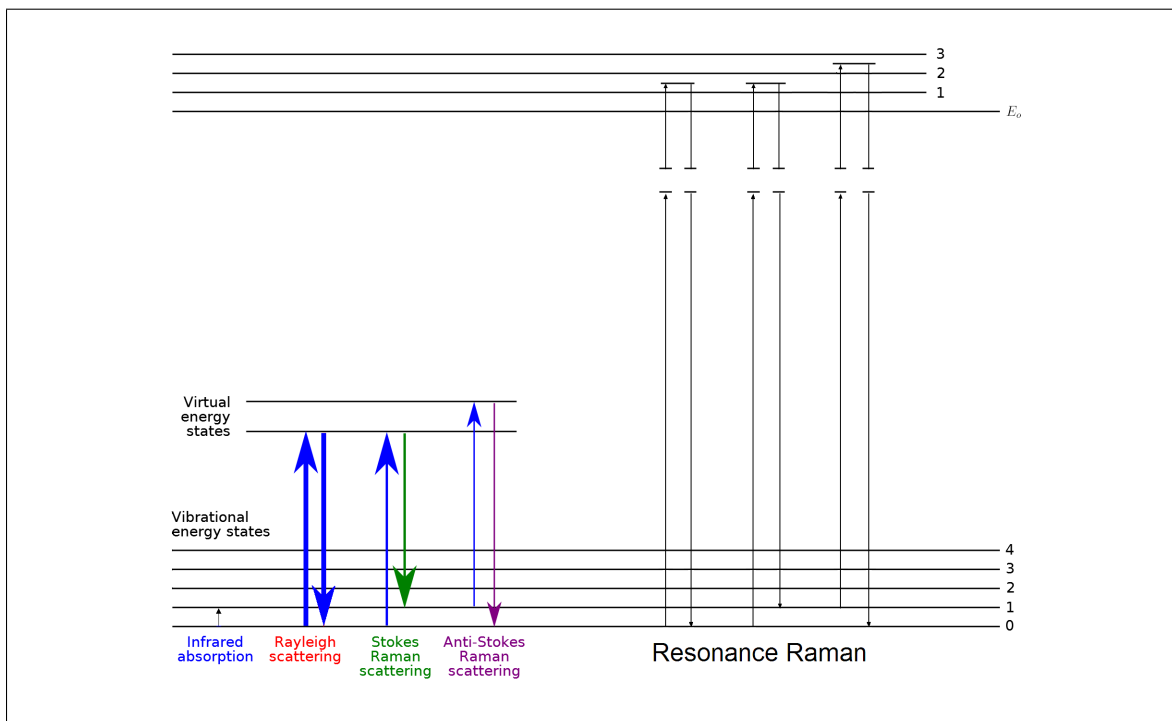 3
2
1
E_o
Virtual
energy
states
Vibrational
energy states
4
3
2
1
0
Infrared
absorption
Rayleigh
scattering
Stokes
Raman
scattering
Anti-Stokes
Raman
scattering
Resonance Raman